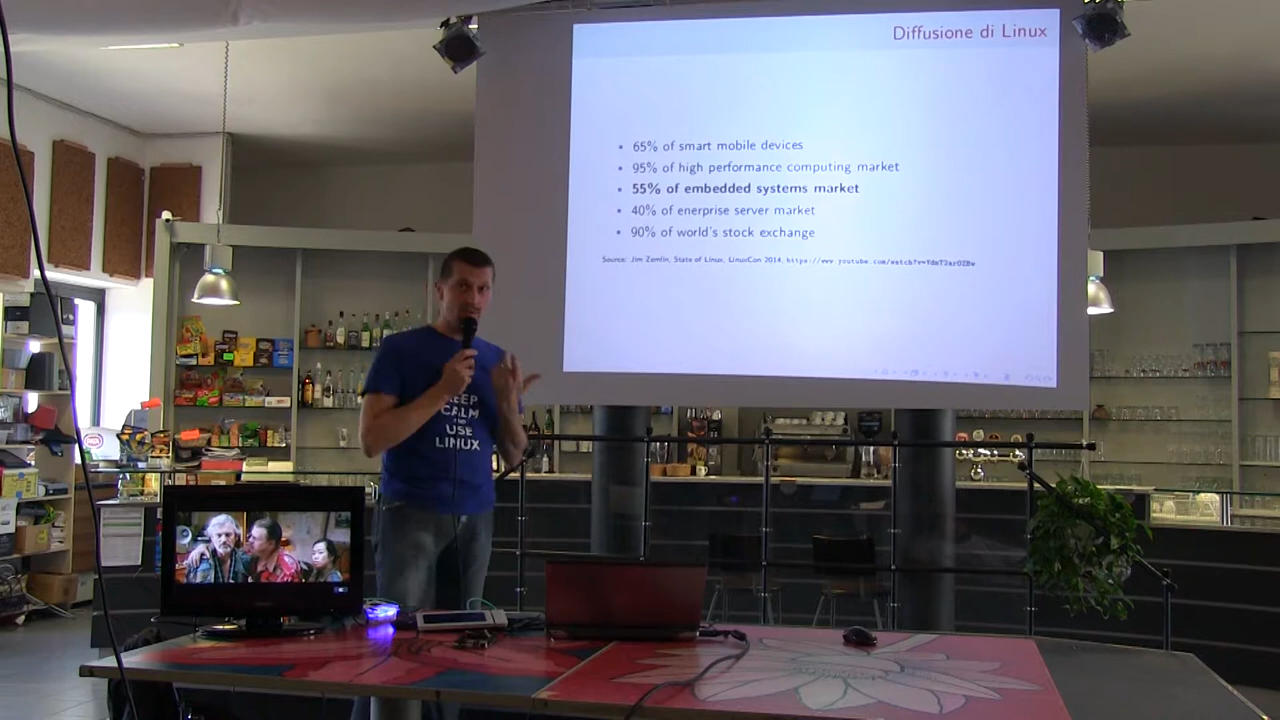 Diffusione di Linux
65% of smart mobile devices
95% of high performance computing market
55% of embedded systems market
40% of enerprise server market
90% of world's stock exchange
Source: Jim Zemlin, State of Linux, LinuxCon 2014,
KEEP
CALM
AND
USE
LINUX